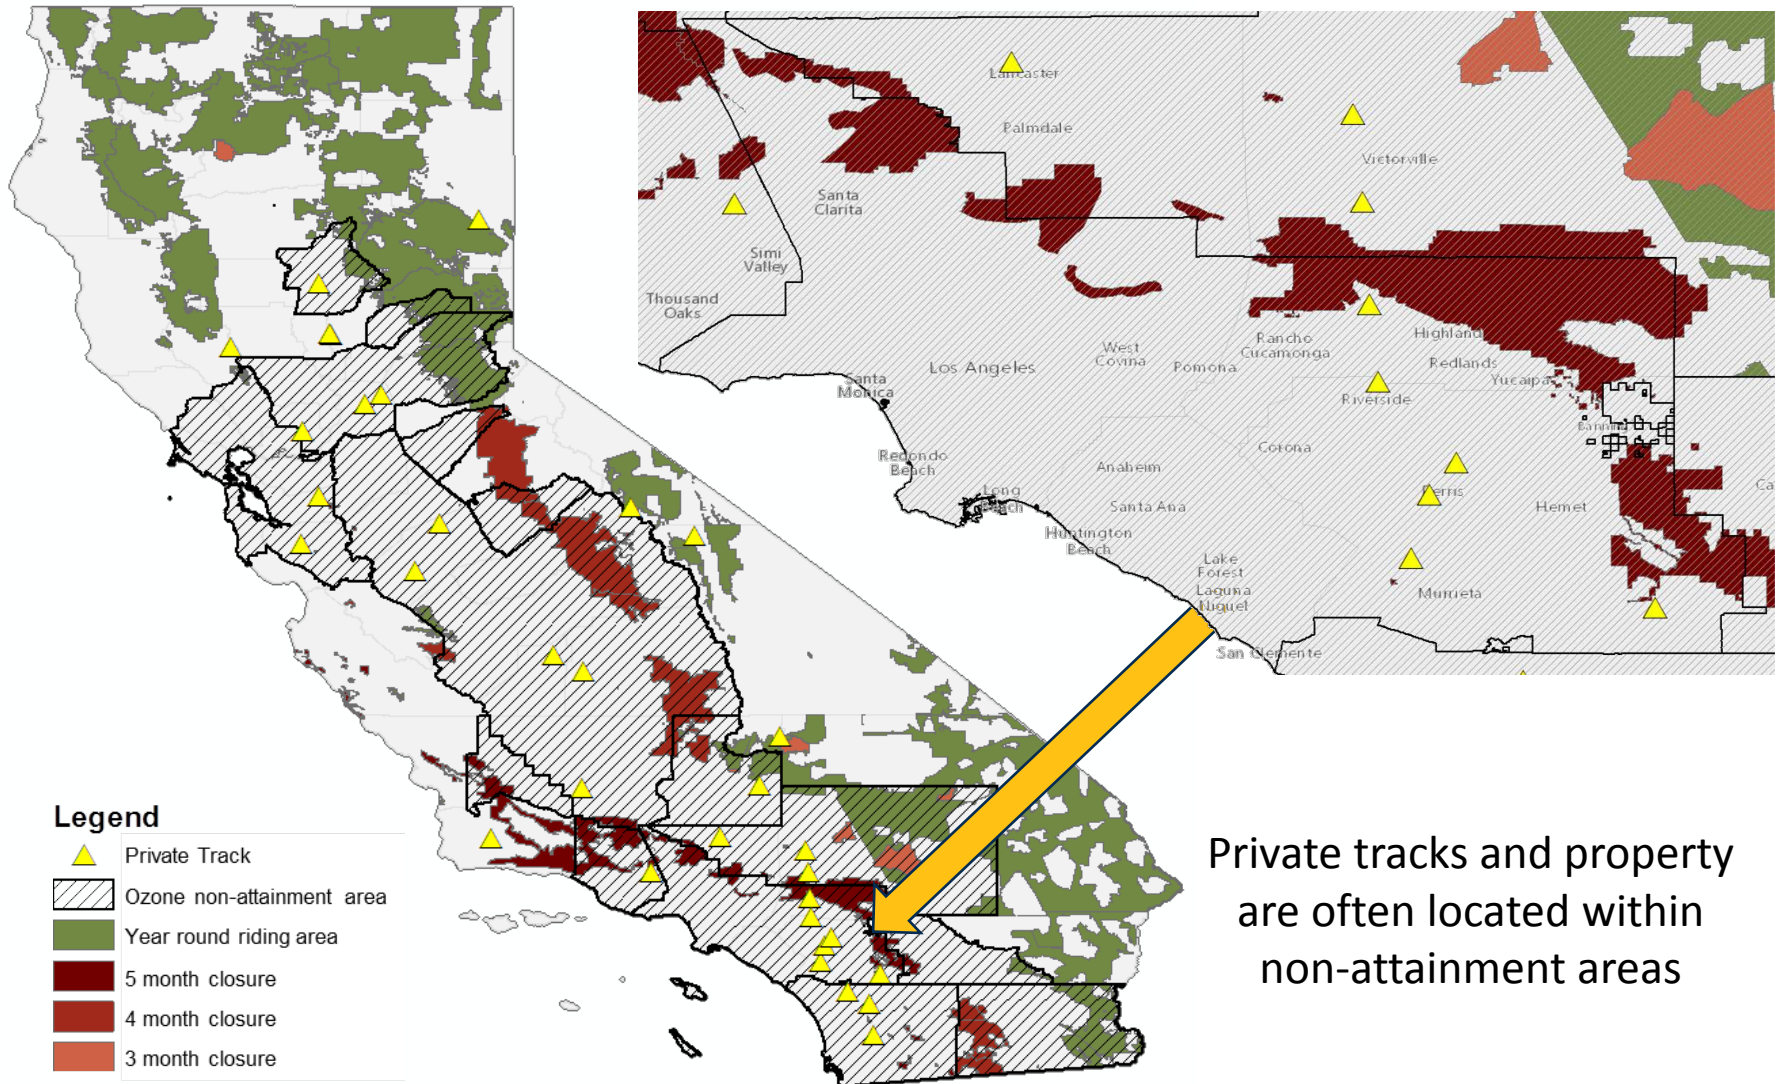 Lancaster
Palmdale
Victorville
Santa
Clarita
Simi
Valley
Thousand
Oaks
Los Angeles
Santa
Monica
West
Covina
Pomona
Rancho
Cucamonga
Highland
Redlands
Yucaipa
Riverside
Banning
Corona
Redondo
Beach
Anaheim
Long
Beach
Santa Ana
Huntington
Beach
Perris
Hemet
Lake
Forest
Laguna
Niguel
Murrieta
San Clemente
Ca
Legend
Private Track
Ozone non-attainment area
Year round riding area
5 month closure
4 month closure
3 month closure
Private tracks and property
are often located within
non-attainment areas